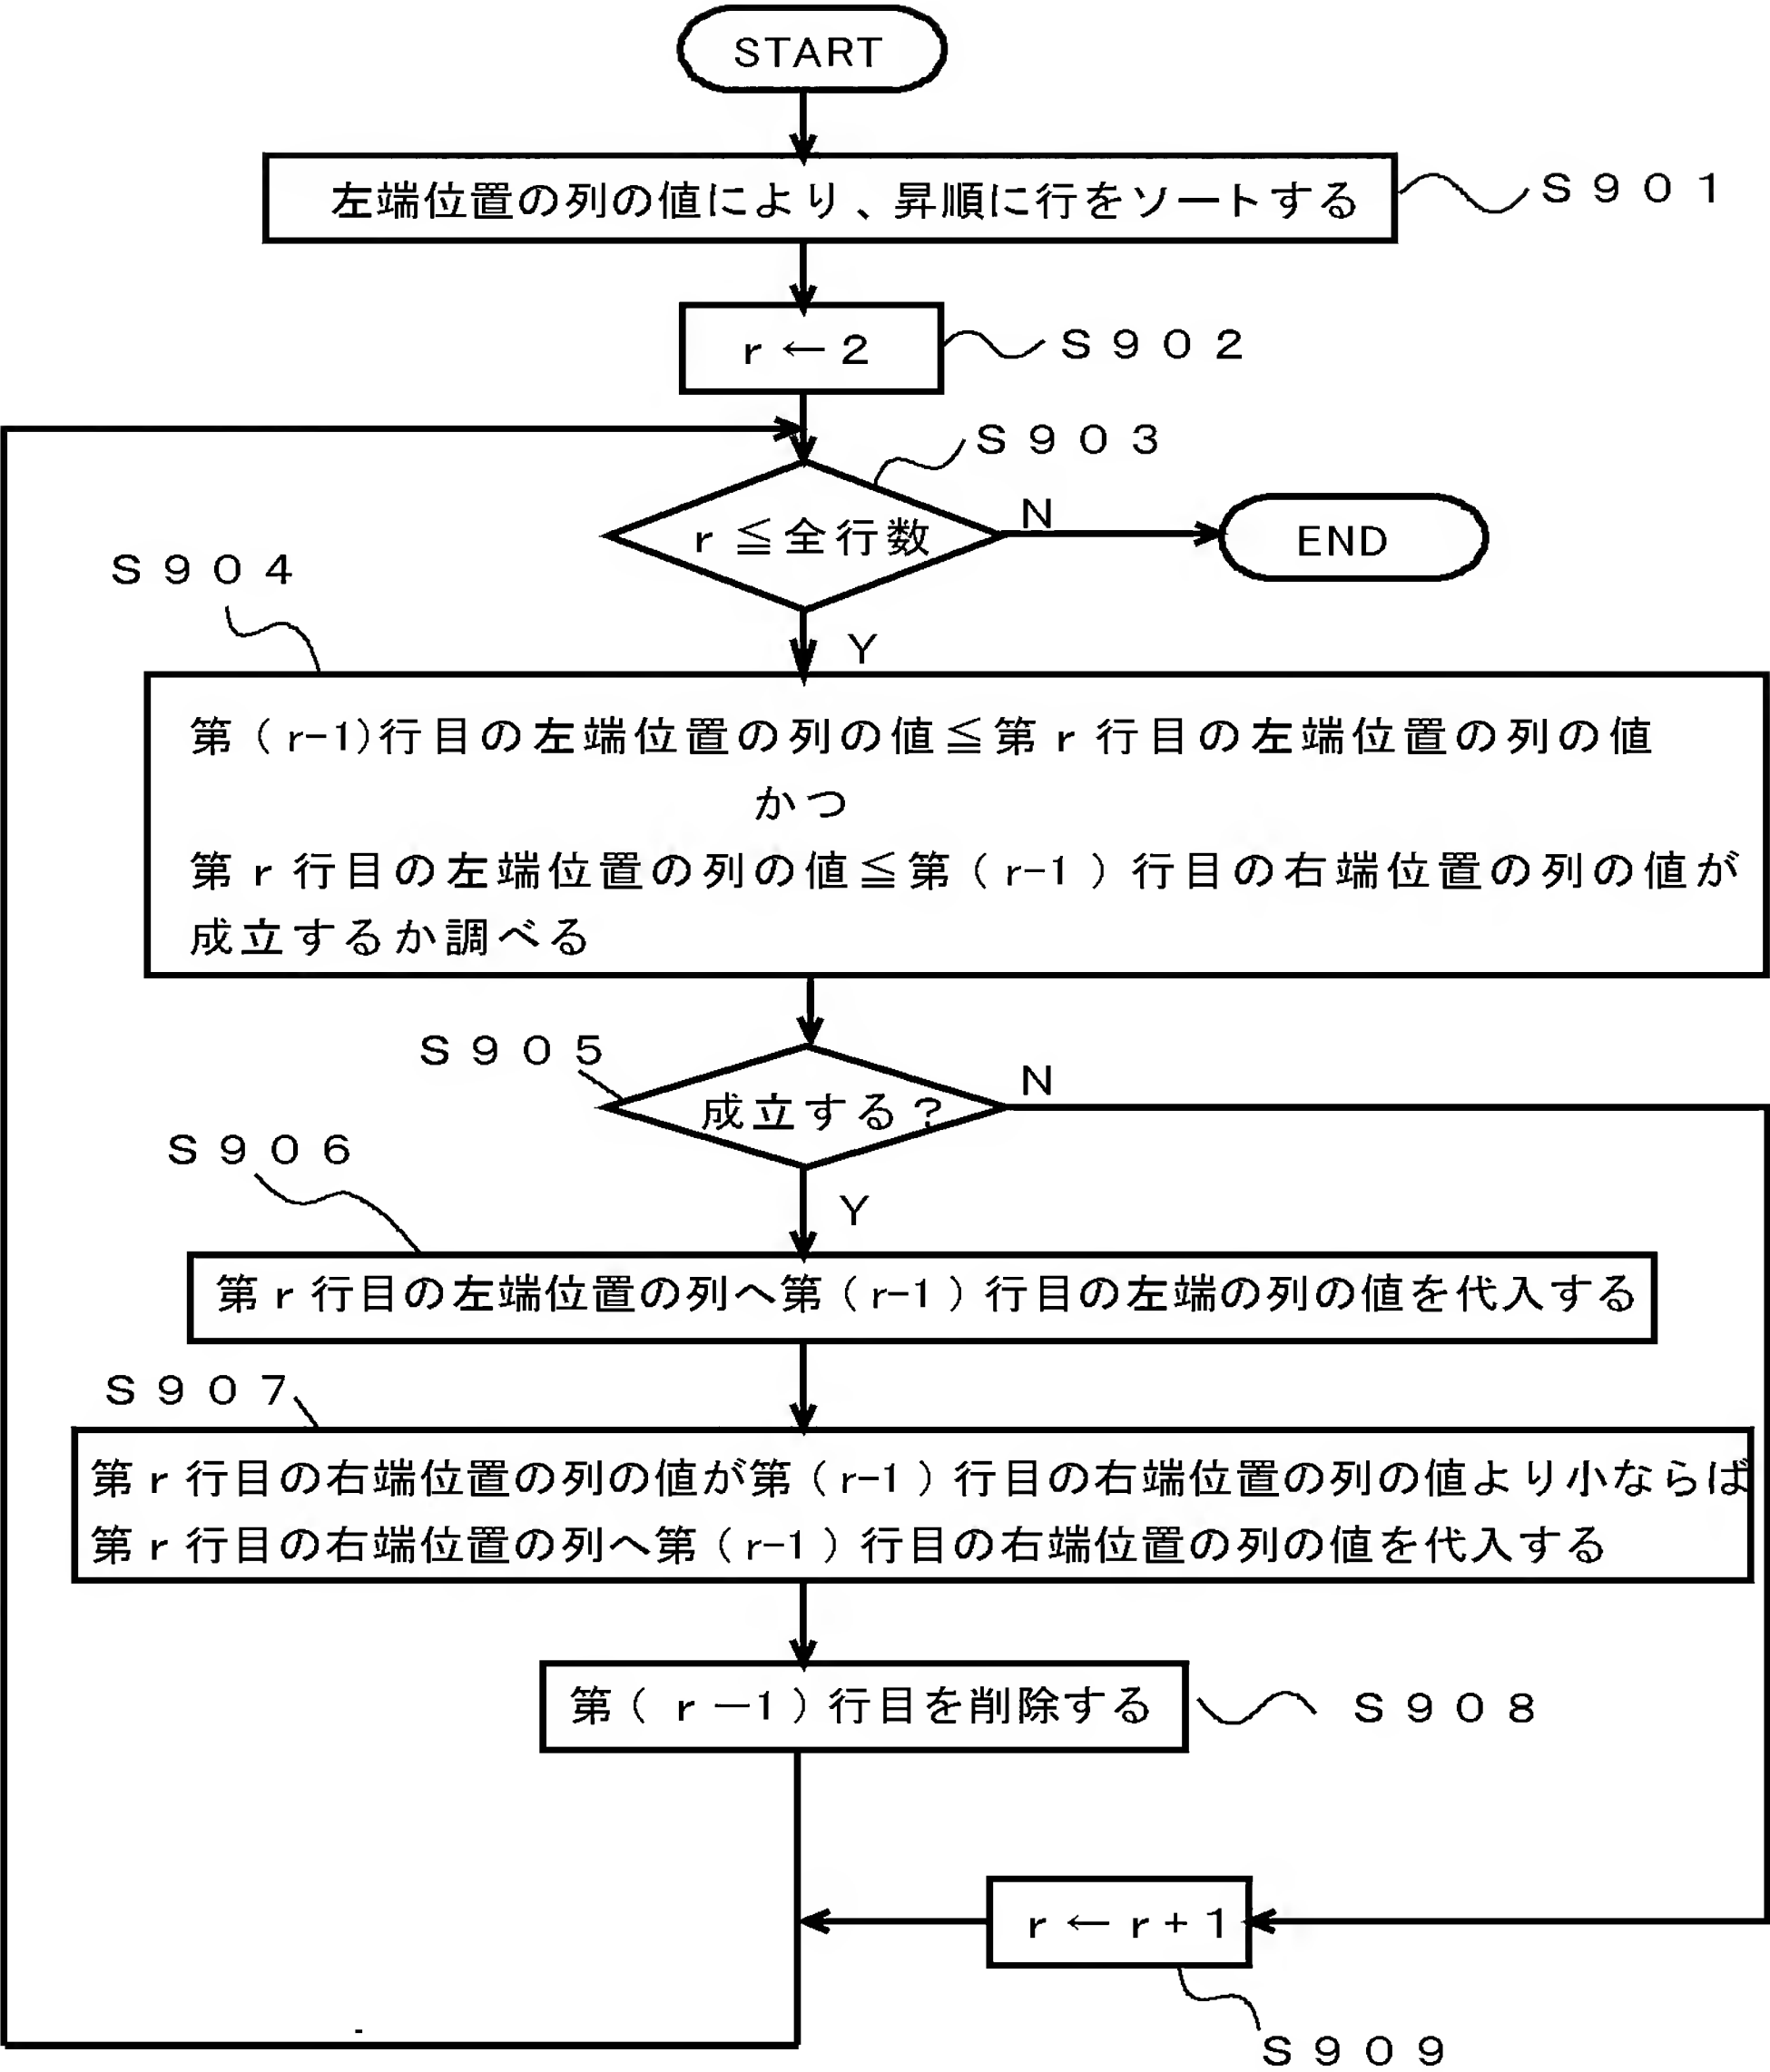 START
左端位置の列の値により、昇順に行をソートする
S901
r←2
S902
S903
r≦全行数
N
END
S904
Y
第(r-1)行目の左端位置の列の値≦第r行目の左端位置の列の値
かつ
第r行目の左端位置の列の値≦第(r-1)行目の右端位置の列の値が
成立するか調べる
S905
成立する?
N
S906
Y
第r行目の左端位置の列へ第(r-1)行目の左端の列の値を代入する
S907
第r行目の右端位置の列の値が第(r-1)行目の右端位置の列の値より小ならば
第r行目の右端位置の列へ第(r-1)行目の右端位置の列の値を代入する
第(r−1)行目を削除する
S908
r←r+1
S909